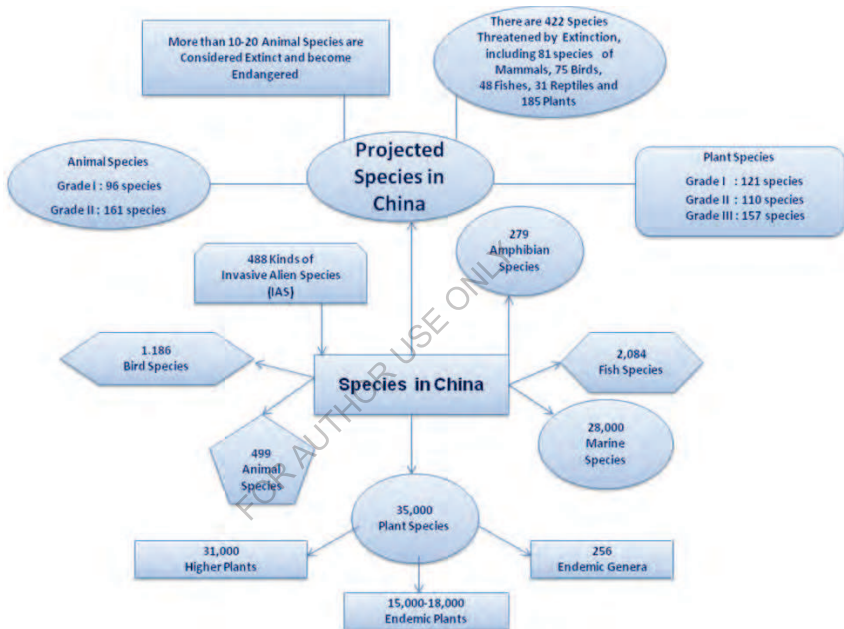 More than 10-20 Animal Species are
Considered Extinct and become
Endangered
There are 422 Species
Threatened by Extinction,
including 81 species of
Mammals, 75 Birds,
48 Fishes, 31 Reptiles and
185 Plants
Animal Species
Grade I : 96 species
Grade II : 161 species
Projected
Species in
China
Plant Species
Grade I : 121 species
Grade II : 110 species
Grade III : 157 species
488 Kinds of
Invasive Alien Species
(IAS)
279
Amphibian
Species
1.186
Bird Species
Species in China
2,084
Fish Species
499
Animal
Species
28,000
Marine
Species
35,000
Plant Species
31,000
Higher Plants
256
Endemic Genera
15,000-18,000
Endemic Plants
FOR AUTHOR USE ONLY